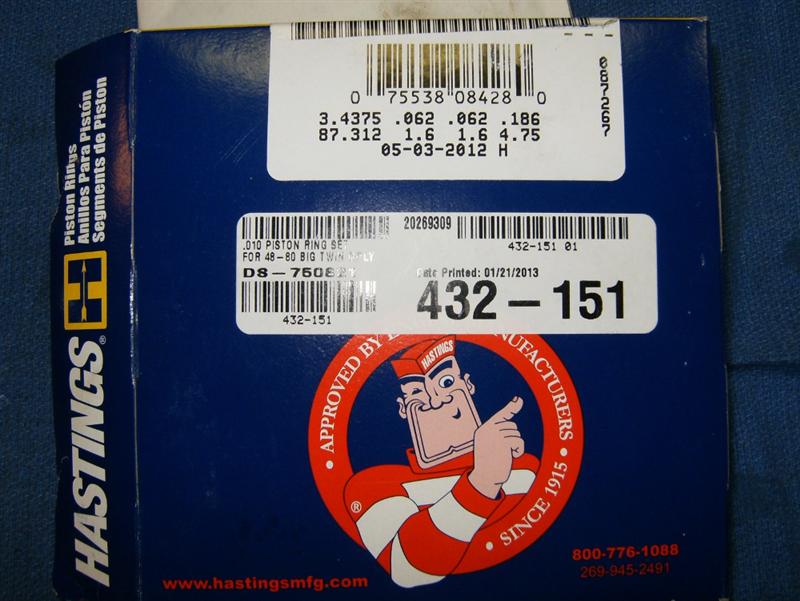 0 75538 08428 0
087267
3.4375 .062 .062 .186
87.312 1.6 1.6 4.75
05-03-2012 H
20269309
.010 PISTON RING SET
FOR 48-80 BIG TWIN
432-151 01
DS-750821
Date Printed: 01/21/2013
432-151
432-151
HASTINGS®
Piston Rings
Anillos Para Pistón
Segments de Piston
APPROVED BY
MANUFACTURERS
HASTINGS
• SINCE 1915 •
®
800-776-1088
269-945-2491
www.hastingsmfg.com